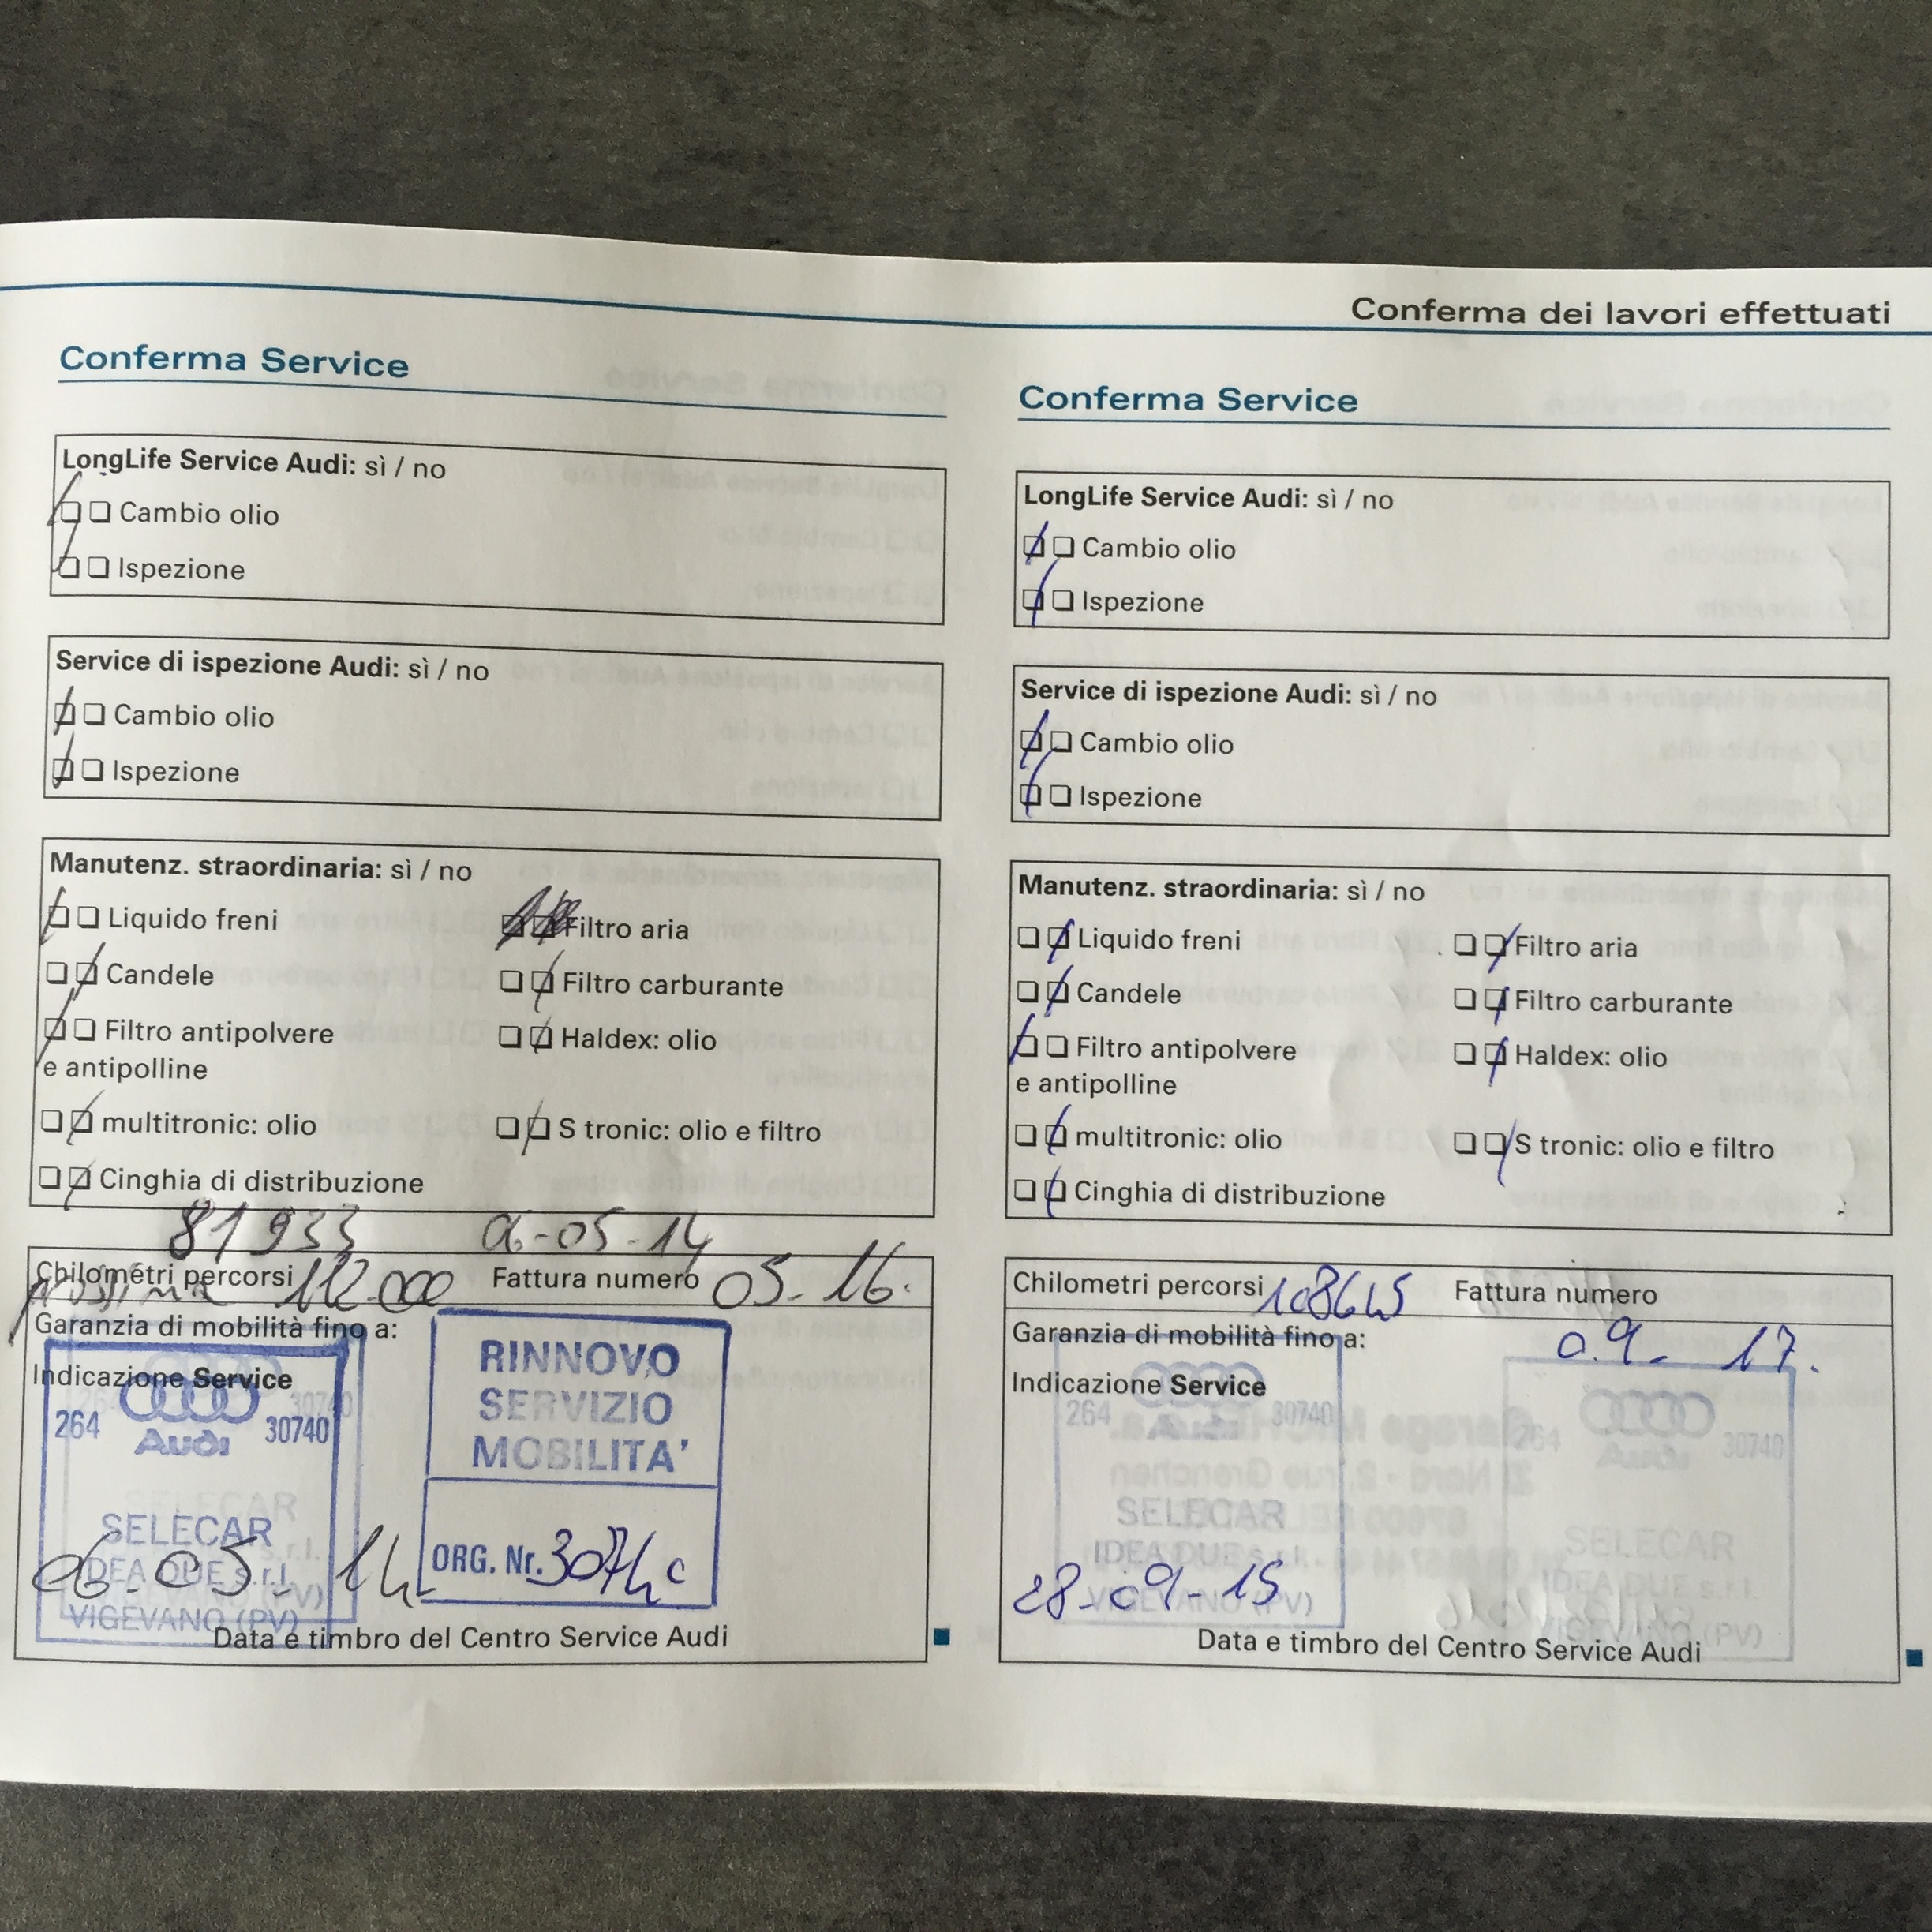 Conferma dei lavori effettuati
Conferma Service
LongLife Service Audi: sì / no
Cambio olio
Ispezione
Service di ispezione Audi: sì / no
Cambio olio
Ispezione
Manutenz. straordinaria: sì / no
Liquido freni Filtro aria
Candele Filtro carburante
Filtro antipolvere Haldex: olio
e antipolline
multitronic: olio S tronic: olio e filtro
Cinghia di distribuzione
81933 06-05-14
Chilometri percorsi 112.000 Fattura numero 05-16.
prossima
Garanzia di mobilità fino a:
Indicazione Service
264 Audi 30740
SELECAR
IDEA DUE s.r.l.
VIGEVANO (PV)
06-05-14
RINNOVO
SERVIZIO
MOBILITA'
ORG. Nr.
Data e timbro del Centro Service Audi
Conferma Service
LongLife Service Audi: sì / no
Cambio olio
Ispezione
Service di ispezione Audi: sì / no
Cambio olio
Ispezione
Manutenz. straordinaria: sì / no
Liquido freni Filtro aria
Candele Filtro carburante
Filtro antipolvere Haldex: olio
e antipolline
multitronic: olio S tronic: olio e filtro
Cinghia di distribuzione
Chilometri percorsi 108645 Fattura numero
Garanzia di mobilità fino a: 09- 17.
Indicazione Service
264 Audi 30740
SELECAR
IDEA DUE s.r.l.
VIGEVANO (PV)
28-09-15
264 Audi 30740
SELECAR
IDEA DUE s.r.l.
VIGEVANO (PV)
Data e timbro del Centro Service Audi